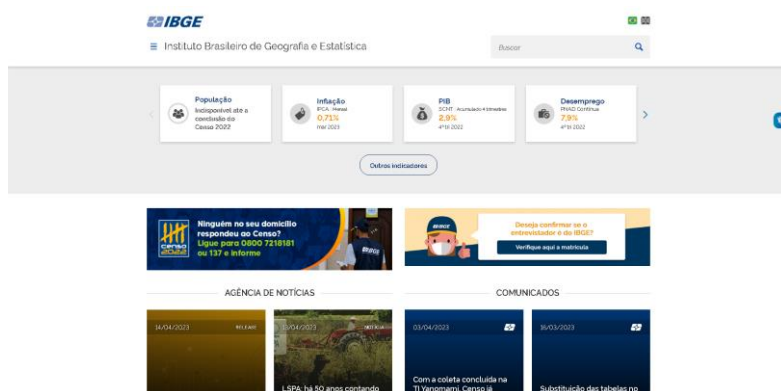 IBGE
Instituto Brasileiro de Geografia e Estatística
Buscar
População
Indisponível até a
conclusão do
Censo 2022
Inflação
IPCA - Mensal
0,71%
mar 2023
PIB
SCNT - Acumulado 4 trimestres
2,9%
4º tri 2022
Desemprego
PNAD Contínua
7,9%
4º tri 2022
Outros indicadores
CENSO
2022
Ninguém no seu domicílio
respondeu ao Censo?
Ligue para 0800 7218181
ou 137 e informe
IBGE
Deseja confirmar se o
entrevistador é do IBGE?
Verifique aqui a matrícula
AGÊNCIA DE NOTÍCIAS
COMUNICADOS
14/04/2023
RELEASE
13/04/2023
NOTÍCIA
LSPA: há 50 anos contando
03/04/2023
Com a coleta concluída na
TI Yanomami, Censo já
16/03/2023
Substituição das tabelas no